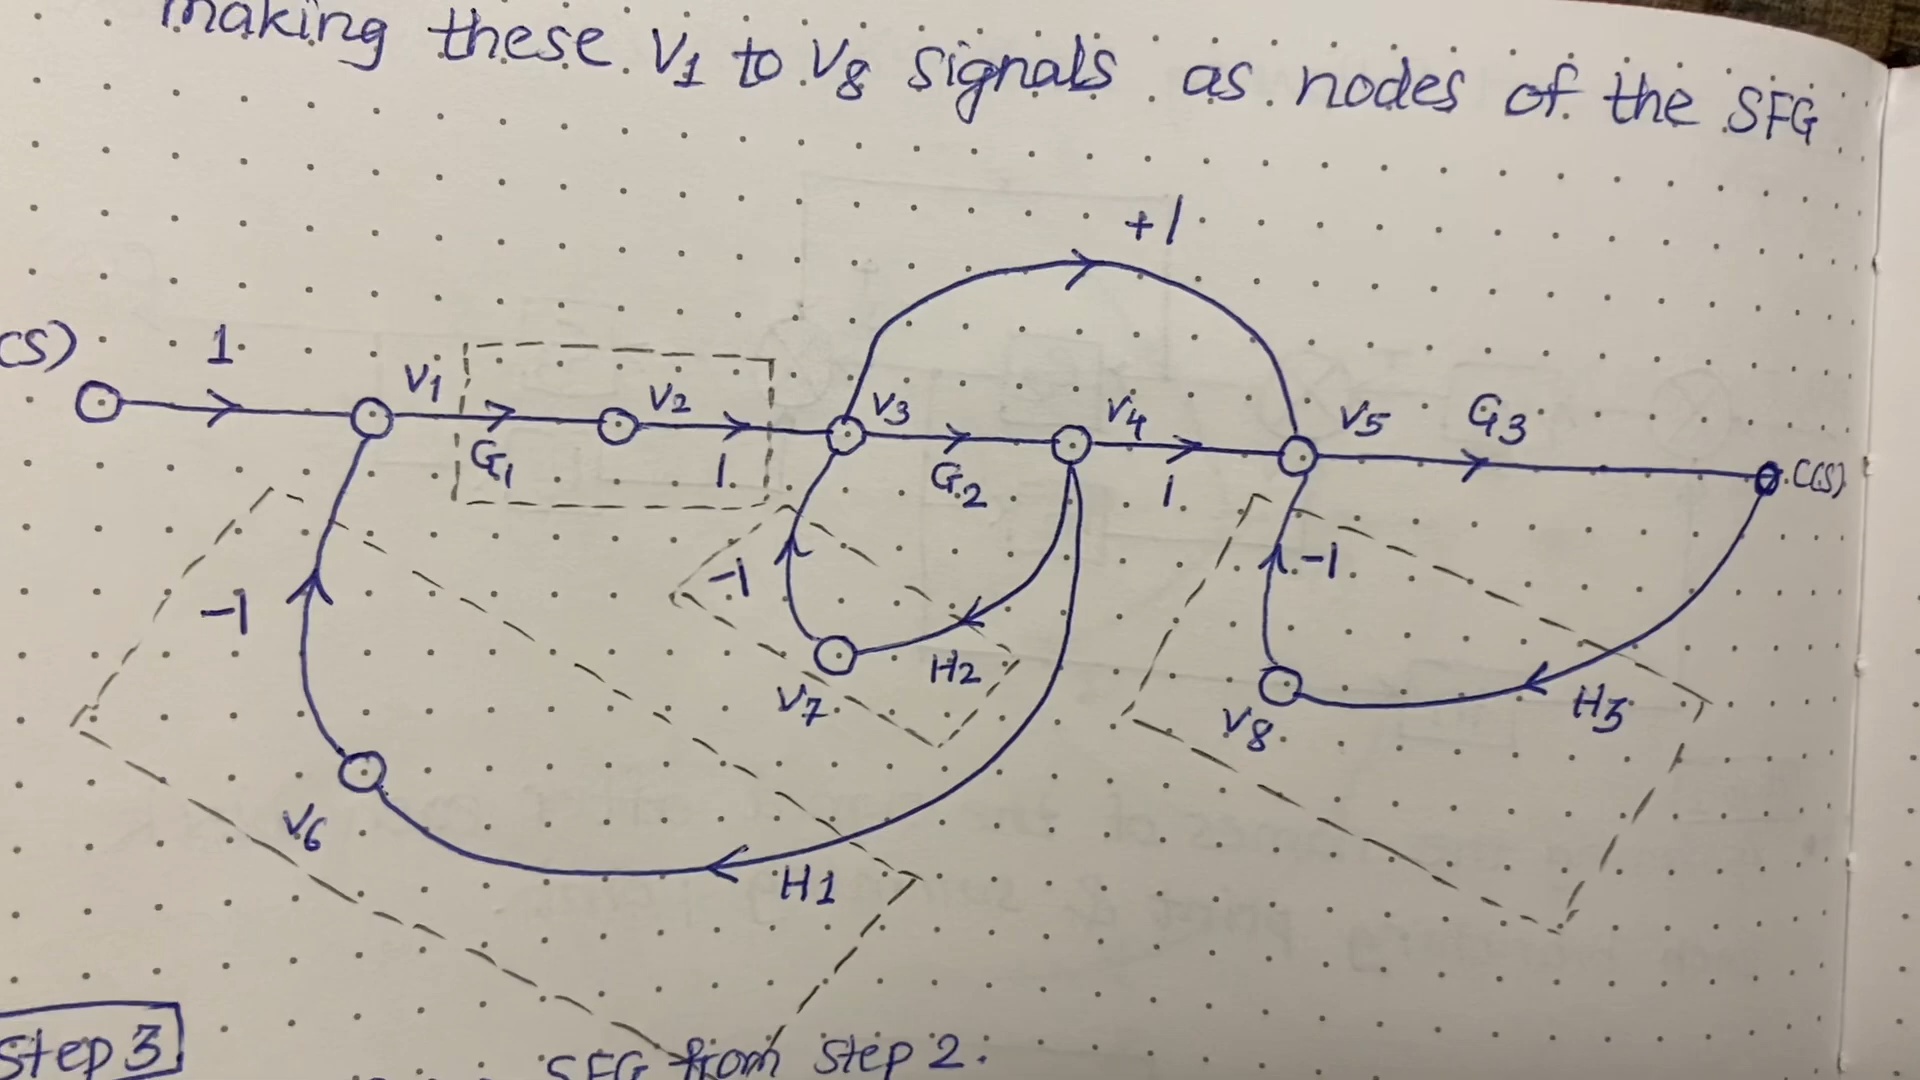 making these V1 to V8 signals as nodes of the SFG
+1
(S) 1 V1 G1 V2 1 V3 G2 V4 1 V5 G3 C(S)
-1 -1 -1
V7 H2 V8 H3
V6 H1
Step 3
SFG from step 2.